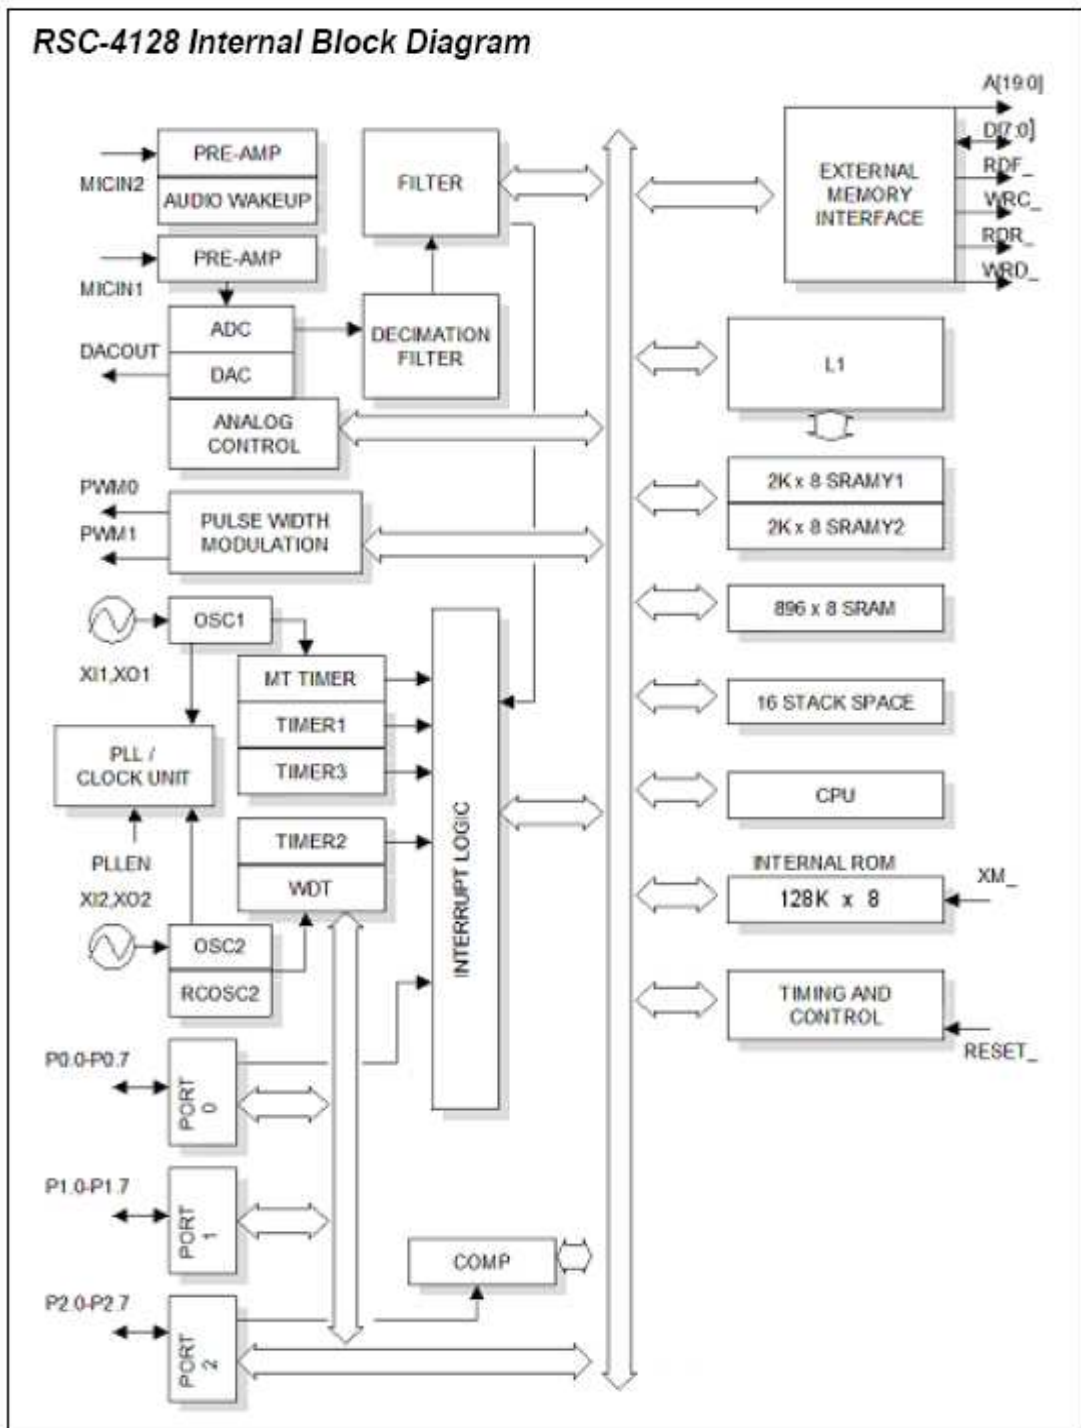 RSC-4128 Internal Block Diagram
A[19:0]
D[7:0]
RDF_
WRC_
RDR_
WRD_
EXTERNAL
MEMORY
INTERFACE
PRE-AMP
MICIN2
AUDIO WAKEUP
FILTER
PRE-AMP
MICIN1
ADC
DECIMATION
FILTER
DACOUT
DAC
L1
ANALOG
CONTROL
PWM0
PWM1
PULSE WIDTH
MODULATION
2K x 8 SRAMY1
2K x 8 SRAMY2
OSC1
896 x 8 SRAM
XI1,XO1
MT TIMER
TIMER1
TIMER3
16 STACK SPACE
PLL /
CLOCK UNIT
CPU
PLLEN
TIMER2
WDT
INTERRUPT LOGIC
INTERNAL ROM
128K x 8
XM_
XI2,XO2
OSC2
RCOSC2
TIMING AND
CONTROL
RESET_
P0.0-P0.7
PORT
0
P1.0-P1.7
PORT
1
COMP
P2.0-P2.7
PORT
2